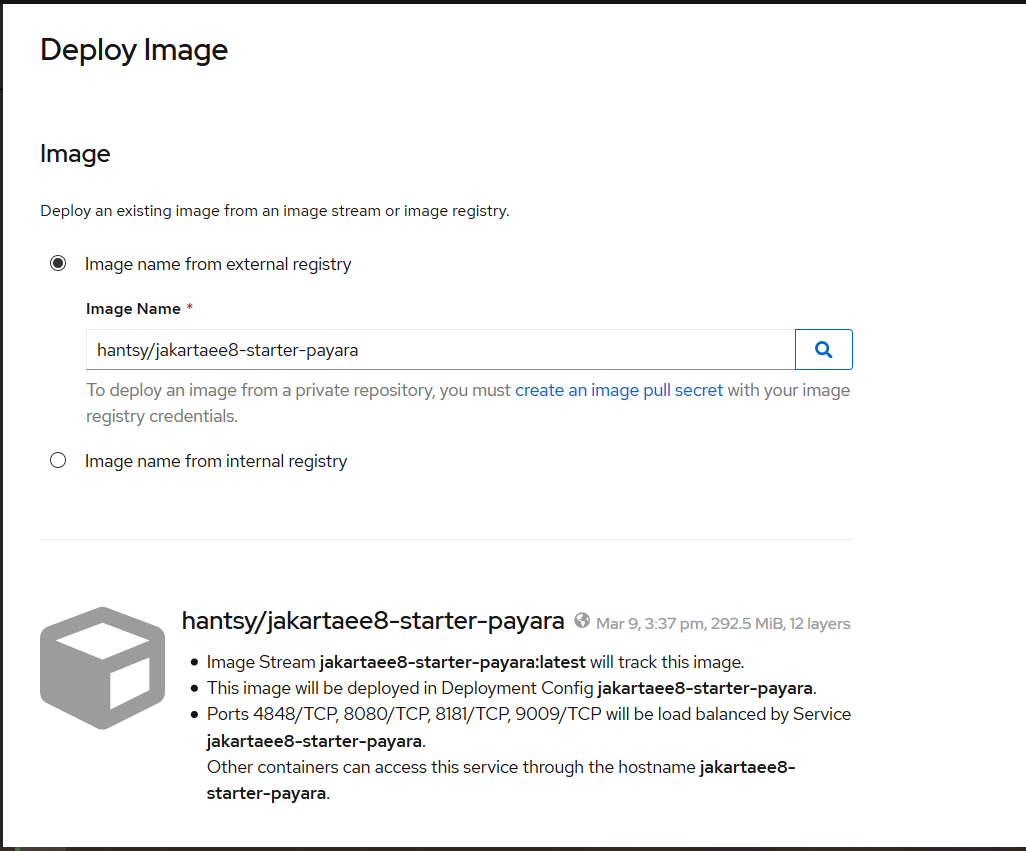 Deploy Image
Image
Deploy an existing image from an image stream or image registry.
Image name from external registry
Image Name *
hantsy/jakartaee8-starter-payara
To deploy an image from a private repository, you must create an image pull secret with your image
registry credentials.
Image name from internal registry
hantsy/jakartaee8-starter-payara Mar 9, 3:37 pm, 292.5 MiB, 12 layers
• Image Stream jakartaee8-starter-payara:latest will track this image.
• This image will be deployed in Deployment Config jakartaee8-starter-payara.
• Ports 4848/TCP, 8080/TCP, 8181/TCP, 9009/TCP will be load balanced by Service
jakartaee8-starter-payara.
Other containers can access this service through the hostname jakartaee8-
starter-payara.